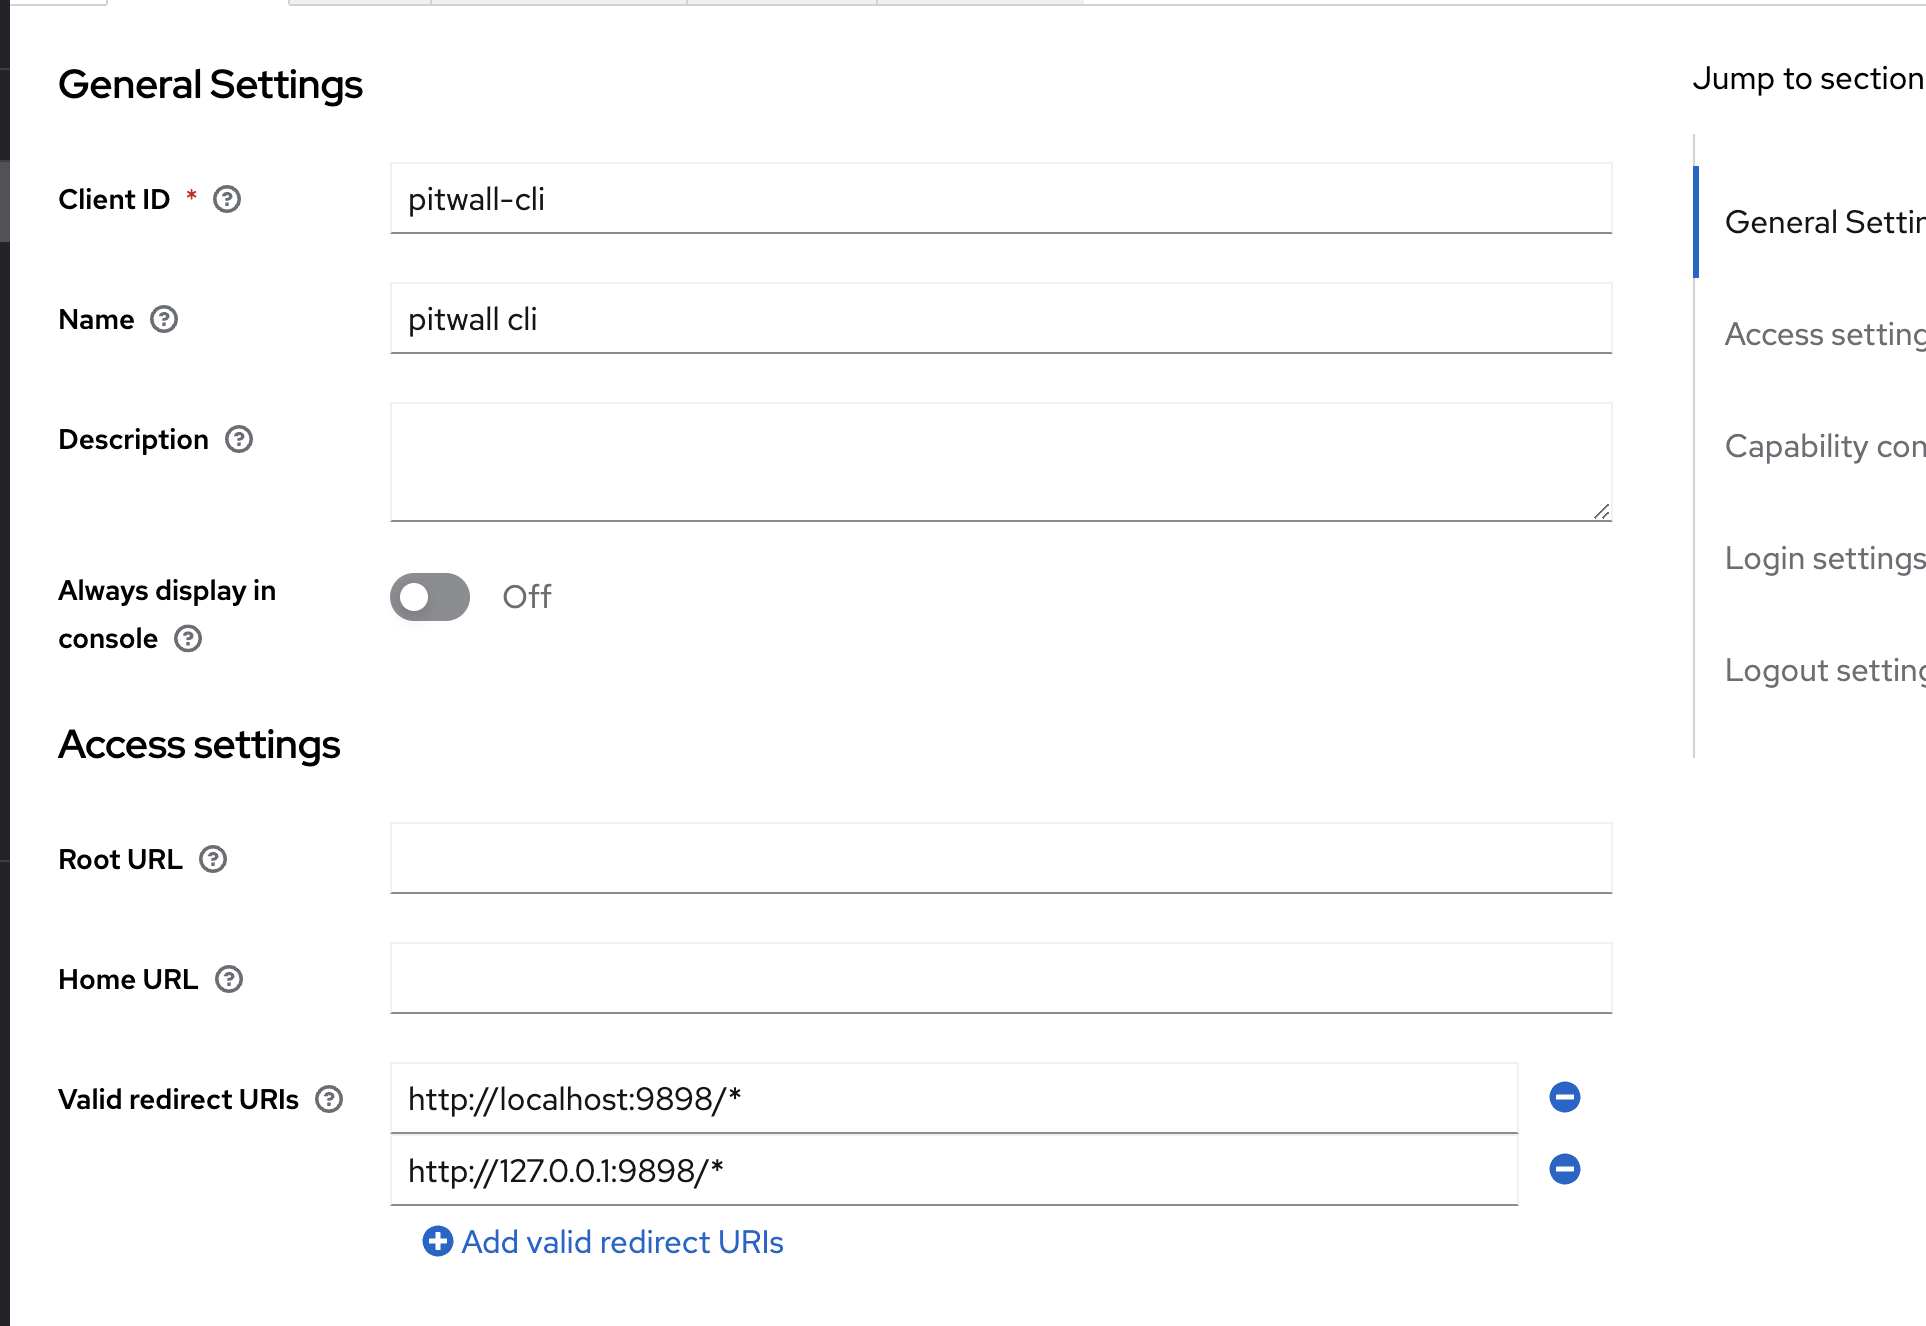 General Settings
Jump to section
Client ID *
pitwall-cli
General Settin
Name
pitwall cli
Access setting
Description
Capability con
Always display in
console
Off
Login settings
Logout setting
Access settings
Root URL
Home URL
Valid redirect URIs
http://localhost:9898/*
http://127.0.0.1:9898/*
Add valid redirect URIs